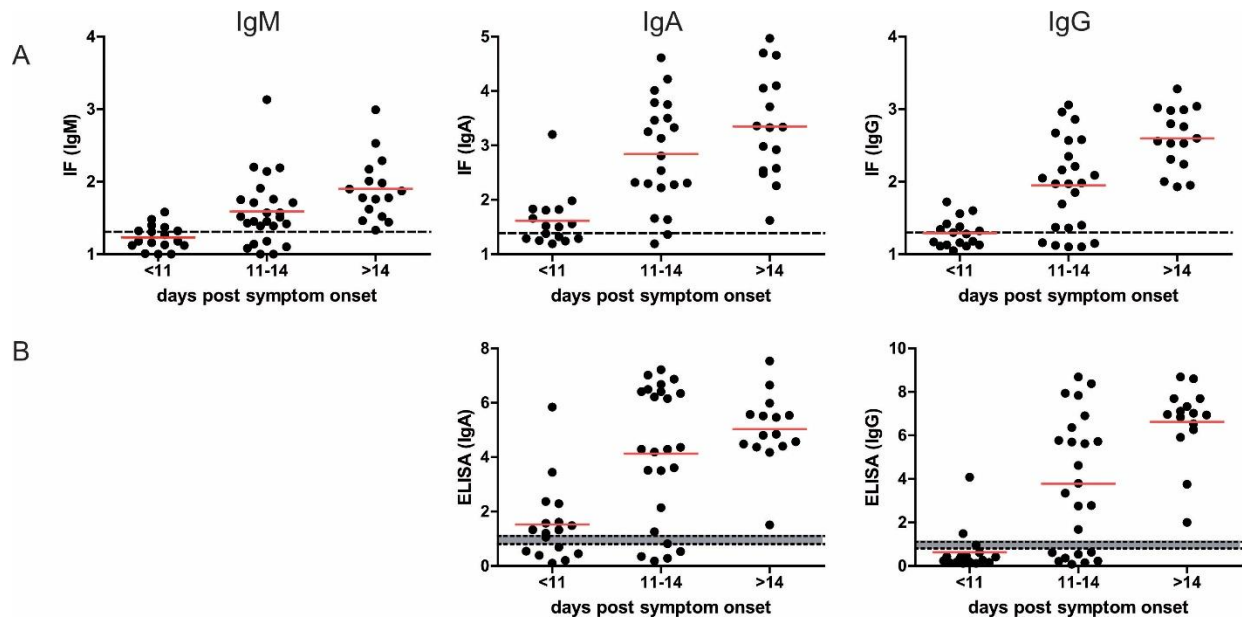 IgM IgA IgG
A
IF (IgM)
4
3
2
1
<11 11-14 >14
days post symptom onset
IF (IgA)
5
4
3
2
1
<11 11-14 >14
days post symptom onset
IF (IgG)
4
3
2
1
<11 11-14 >14
days post symptom onset
B
ELISA (IgA)
8
6
4
2
0
<11 11-14 >14
days post symptom onset
ELISA (IgG)
10
8
6
4
2
0
<11 11-14 >14
days post symptom onset